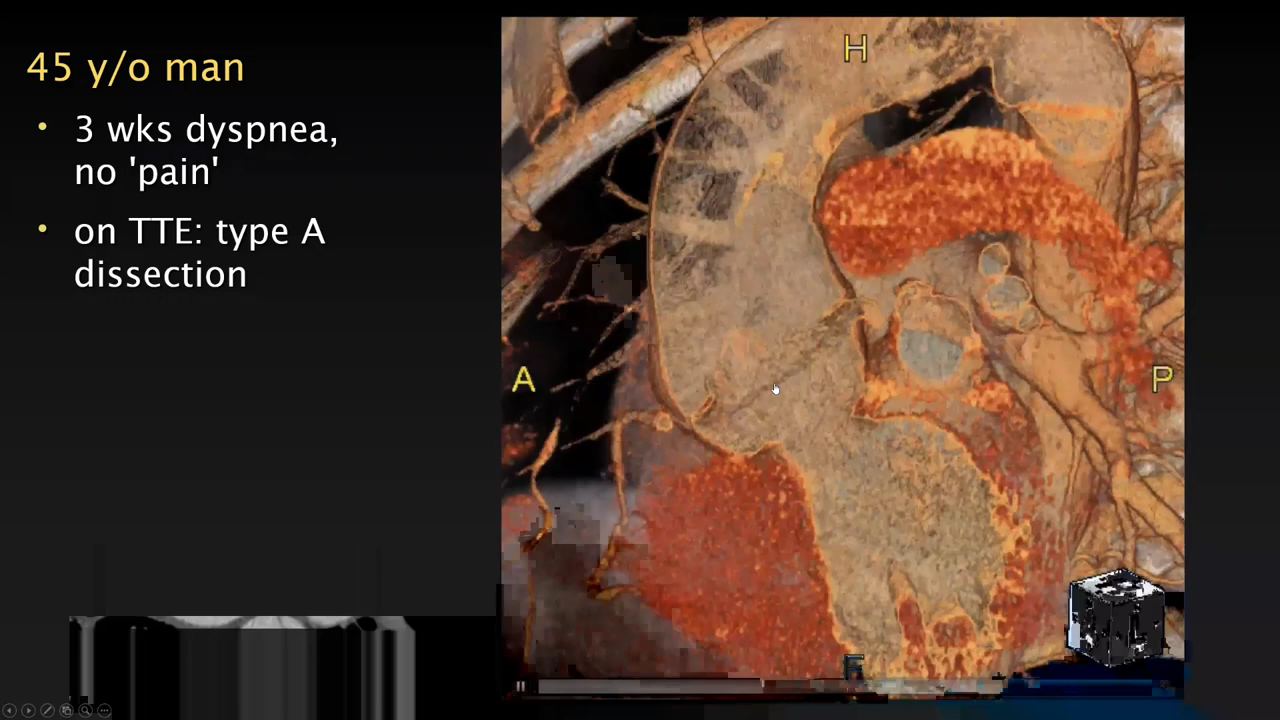 45 y/o man
• 3 wks dyspnea,
no 'pain'
• on TTE: type A
dissection
H
A
P
F